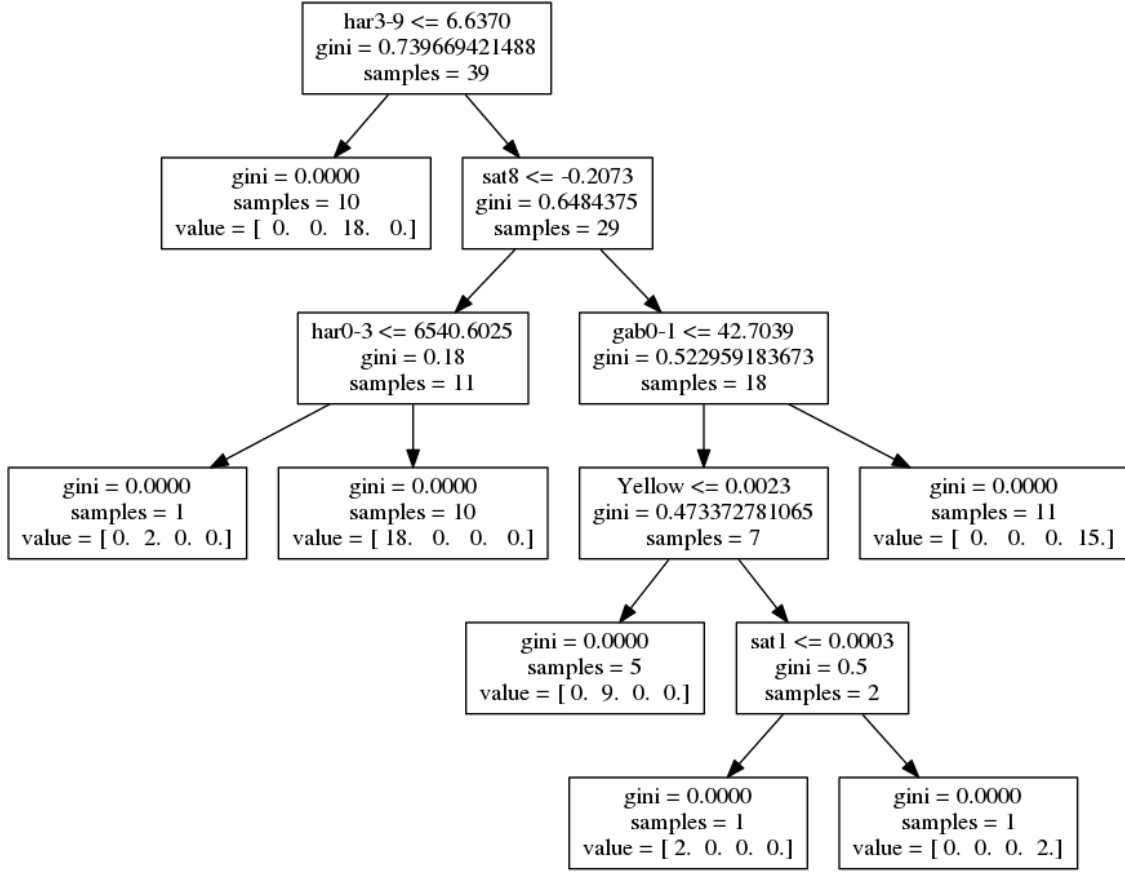 har3-9 <= 6.6370
gini = 0.739669421488
samples = 39
gini = 0.0000
samples = 10
value = [ 0. 0. 18. 0.]
sat8 <= -0.2073
gini = 0.6484375
samples = 29
har0-3 <= 6540.6025
gini = 0.18
samples = 11
gab0-1 <= 42.7039
gini = 0.522959183673
samples = 18
gini = 0.0000
samples = 1
value = [ 0. 2. 0. 0.]
gini = 0.0000
samples = 10
value = [ 18. 0. 0. 0.]
Yellow <= 0.0023
gini = 0.473372781065
samples = 7
gini = 0.0000
samples = 11
value = [ 0. 0. 0. 15.]
gini = 0.0000
samples = 5
value = [ 0. 9. 0. 0.]
sat1 <= 0.0003
gini = 0.5
samples = 2
gini = 0.0000
samples = 1
value = [ 2. 0. 0. 0.]
gini = 0.0000
samples = 1
value = [ 0. 0. 0. 2.]